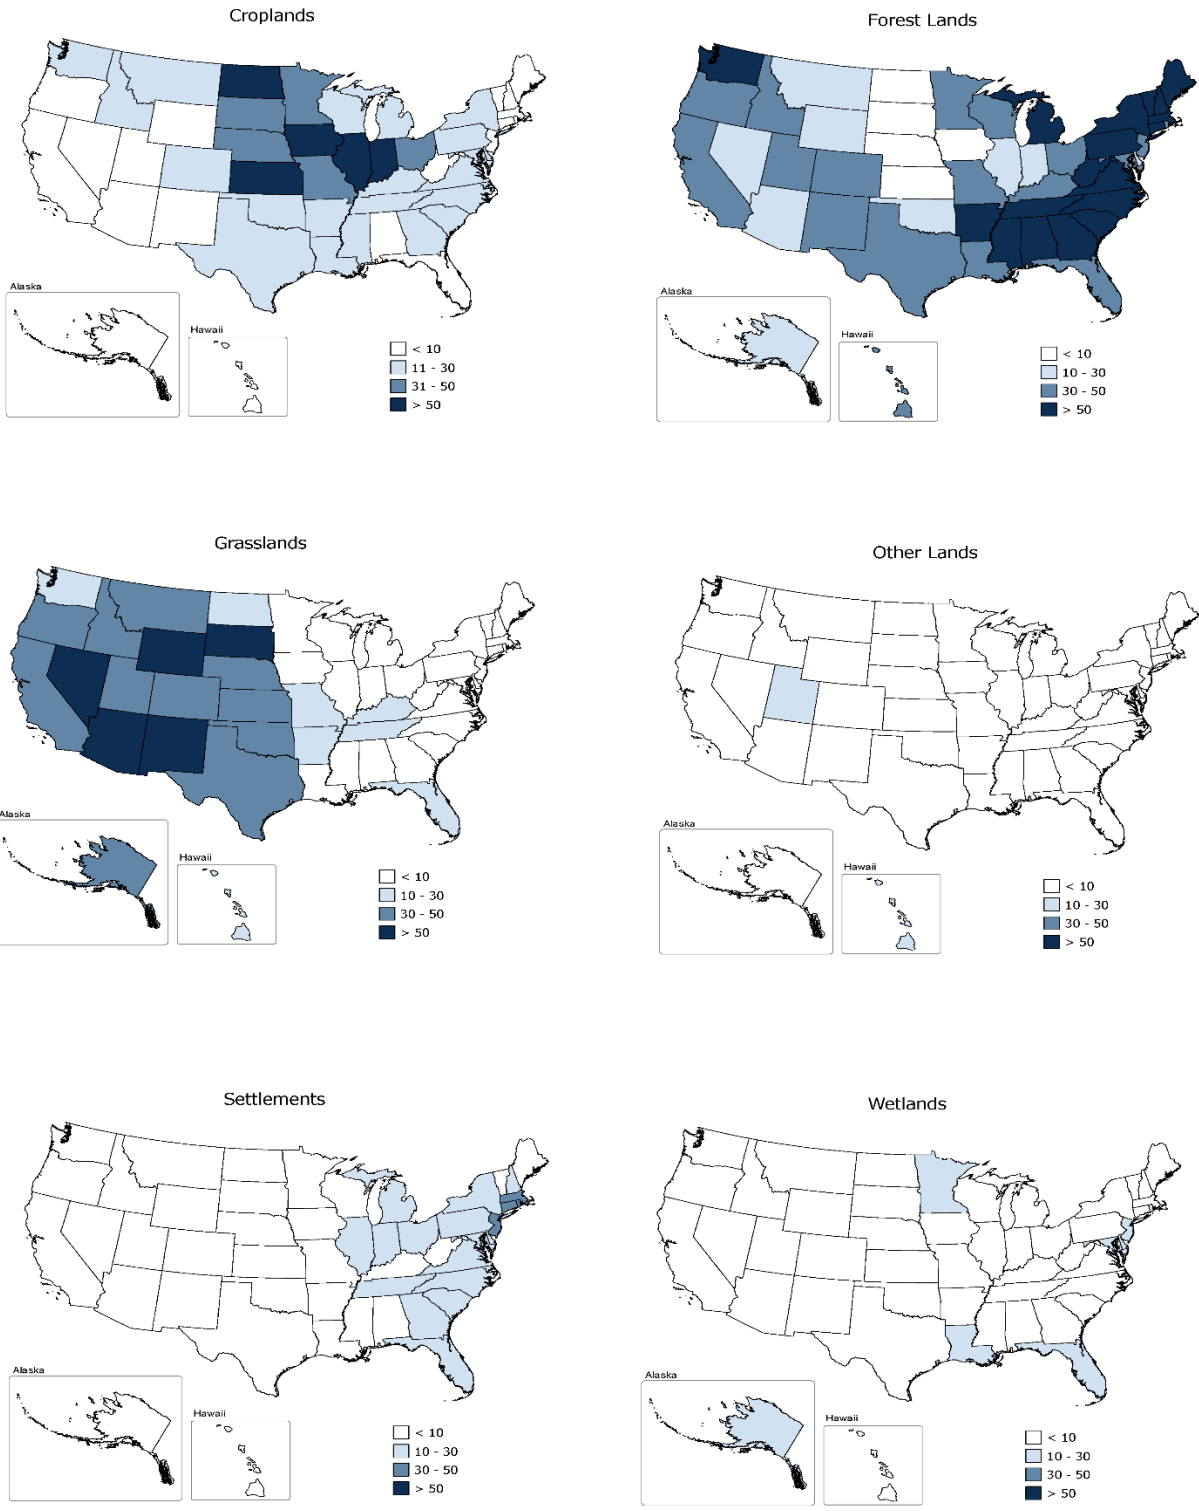 Croplands
Alaska
Hawaii
< 10
11 - 30
31 - 50
> 50
Forest Lands
Alaska
Hawaii
< 10
10 - 30
30 - 50
> 50
Grasslands
Alaska
Hawaii
< 10
10 - 30
30 - 50
> 50
Other Lands
Alaska
Hawaii
< 10
10 - 30
30 - 50
> 50
Settlements
Alaska
Hawaii
< 10
10 - 30
30 - 50
> 50
Wetlands
Alaska
Hawaii
< 10
10 - 30
30 - 50
> 50